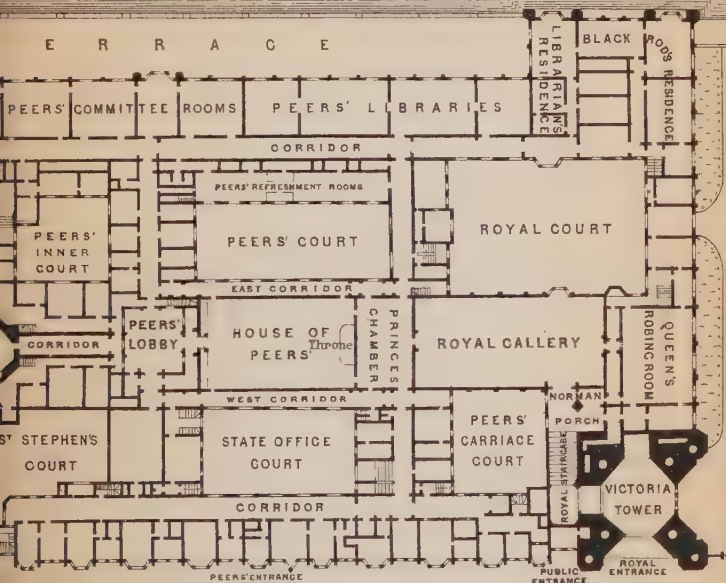 ERRACE
LIBRARIAN'S
RESIDENCE
BLACK
ROD'S RESIDENCE
PEERS' COMMITTEE ROOMS
PEERS' LIBRARIES
CORRIDOR
PEERS' REFRESHMENT ROOMS
PEERS'
INNER
COURT
PEERS' COURT
ROYAL COURT
EAST CORRIDOR
CORRIDOR
PEERS'
LOBBY
HOUSE OF
PEERS'
Throne
PRINCES
CHAMBER
ROYAL GALLERY
QUEEN'S
ROBING ROOM
WEST CORRIDOR
NORMAN
PORCH
ST STEPHEN'S
COURT
STATE OFFICE
COURT
PEERS'
CARRIAGE
COURT
ROYAL STAIRCASE
VICTORIA
TOWER
CORRIDOR
PEERS' ENTRANCE
PUBLIC
ENTRANCE
ROYAL
ENTRANCE